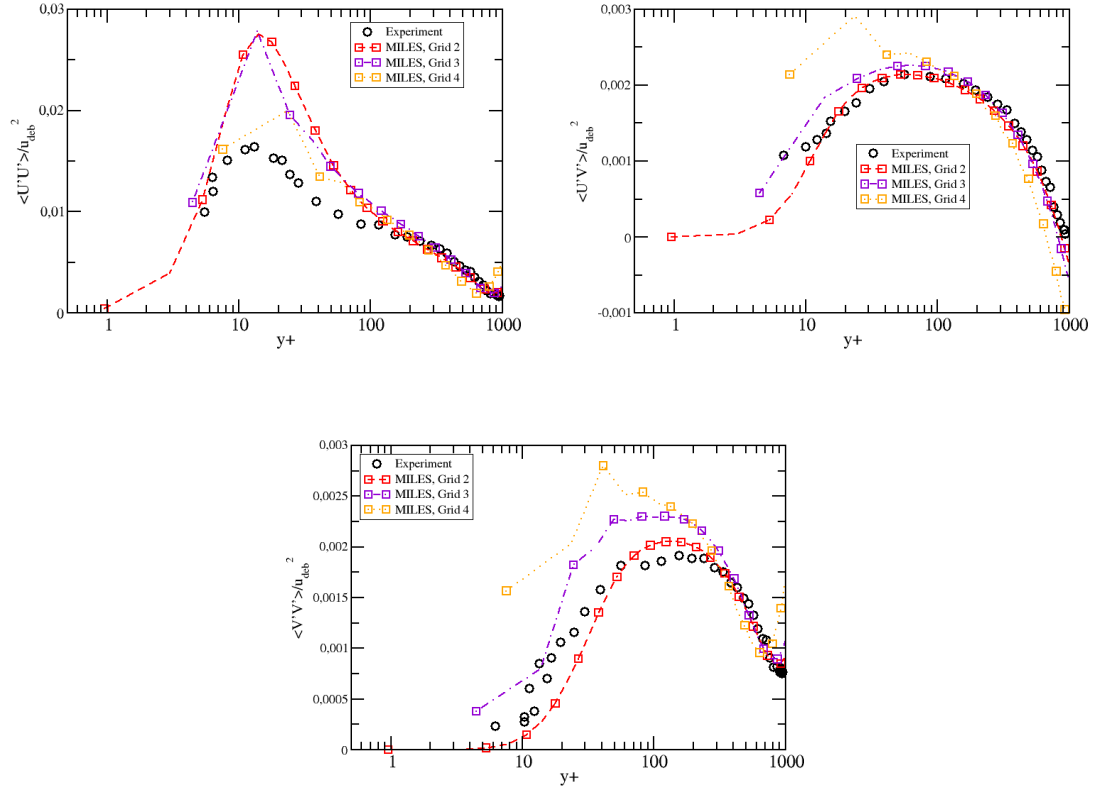 0,03
0,02
0,01
0
<U'U'>/u_deb^2
Experiment
MILES, Grid 2
MILES, Grid 3
MILES, Grid 4
1 10 100 1000
y+
0,003
0,002
0,001
0
-0,001
<U'V'>/u_deb^2
Experiment
MILES, Grid 2
MILES, Grid 3
MILES, Grid 4
1 10 100 1000
y+
0,003
0,0025
0,002
0,0015
0,001
0,0005
0
<V'V'>/u_deb^2
Experiment
MILES, Grid 2
MILES, Grid 3
MILES, Grid 4
1 10 100 1000
y+